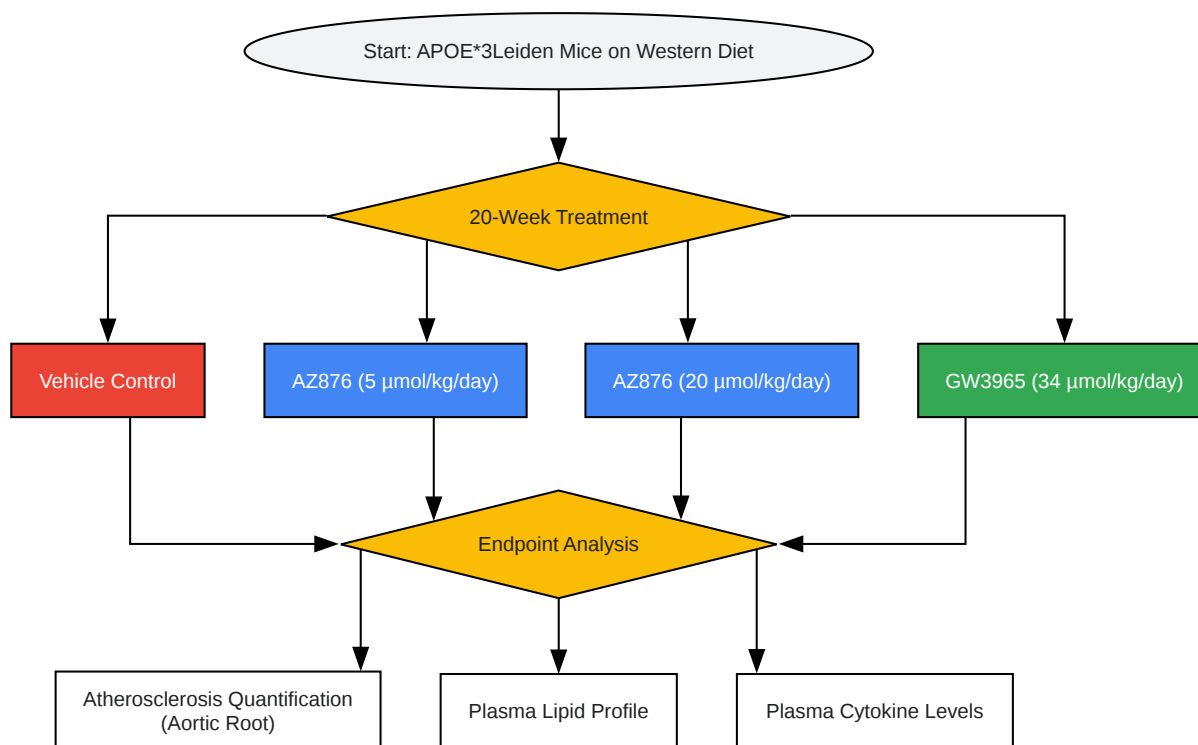 Start: APOE*3Leiden Mice on Western Diet
20-Week Treatment
Vehicle Control
AZ876 (5 µmol/kg/day)
AZ876 (20 µmol/kg/day)
GW3965 (34 µmol/kg/day)
Endpoint Analysis
Atherosclerosis Quantification
(Aortic Root)
Plasma Lipid Profile
Plasma Cytokine Levels